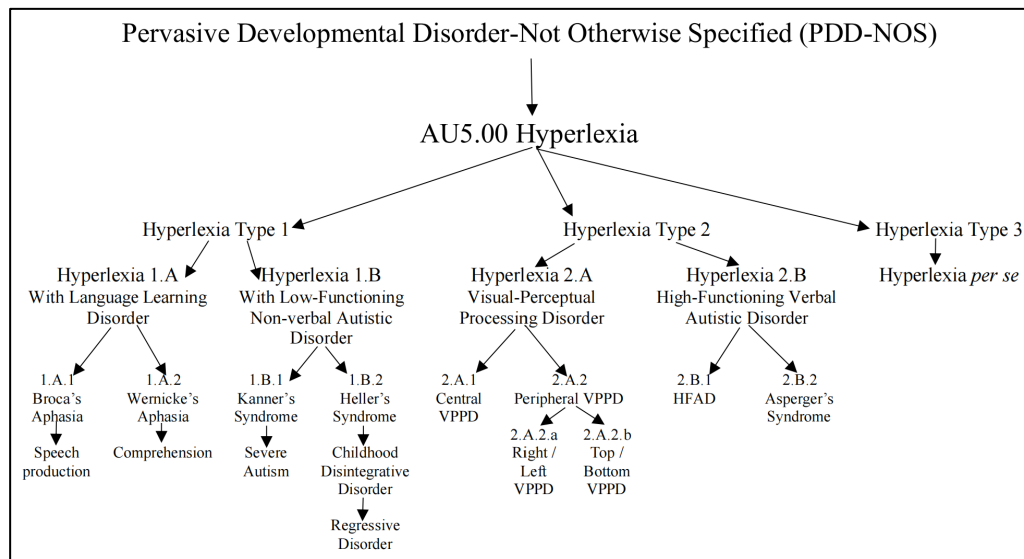 Pervasive Developmental Disorder-Not Otherwise Specified (PDD-NOS)
AU5.00 Hyperlexia
Hyperlexia Type 1
Hyperlexia Type 2
Hyperlexia Type 3
Hyperlexia 1.A
With Language Learning
Disorder
Hyperlexia 1.B
With Low-Functioning
Non-verbal Autistic
Disorder
Hyperlexia 2.A
Visual-Perceptual
Processing Disorder
Hyperlexia 2.B
High-Functioning Verbal
Autistic Disorder
Hyperlexia per se
1.A.1
Broca's
Aphasia
1.A.2
Wernicke's
Aphasia
1.B.1
Kanner's
Syndrome
1.B.2
Heller's
Syndrome
2.A.1
Central
VPPD
2.A.2
Peripheral VPPD
2.B.1
HFAD
2.B.2
Asperger's
Syndrome
Speech
production
Comprehension
Severe
Autism
Childhood
Disintegrative
Disorder
2.A.2.a
Right /
Left
VPPD
2.A.2.b
Top /
Bottom
VPPD
Regressive
Disorder